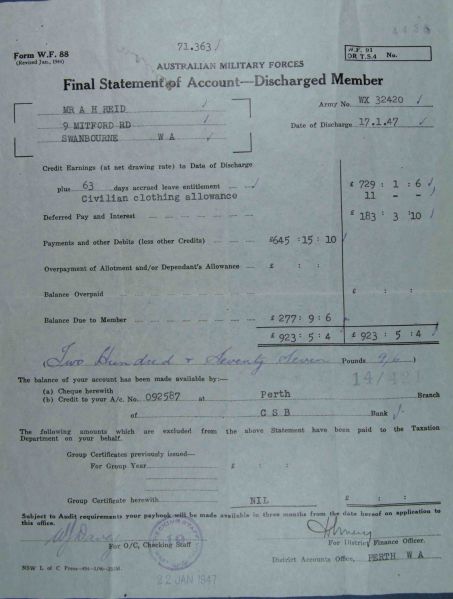 71.363/
Form W.F. 88
(Revised Jan., 1944)
W.F. 91
OR T.S.4 No.
AUSTRALIAN MILITARY FORCES
Final Statement of Account—Discharged Member
MR A H REID
9 MITFORD RD
SWANBOURNE W A
Army No. WX 32420
Date of Discharge 17.1.47
Credit Earnings (at net drawing rate) to Date of Discharge
plus 63 days accrued leave entitlement £ 729 : 1 : 6
Civilian clothing allowance 11 - -
Deferred Pay and Interest £ 183 : 3 : 10
Payments and other Debits (less other Credits) £645 : 15 : 10
Overpayment of Allotment and/or Dependant's Allowance £ : :
Balance Overpaid £ : :
Balance Due to Member £ 277 : 9 : 6
£ 923 : 5 : 4 £ 923 : 5 : 4
Two Hundred & Seventy Seven Pounds 9/6
The balance of your account has been made available by:—
(a) Cheque herewith
(b) Credit to your A/c. No. 092587 at Perth Branch
of C S B Bank
The following amounts which are excluded from the above Statement have been paid to the Taxation
Department on your behalf.
Group Certificates previously issued—
For Group Year £ : :
Group Certificate herewith NIL £ : :
Subject to Audit requirements your paybook will be made available in three months from the date hereof on application to
this office.
For O/C, Checking Staff
For District Finance Officer.
District Accounts Office, PERTH W A
22 JAN 1947